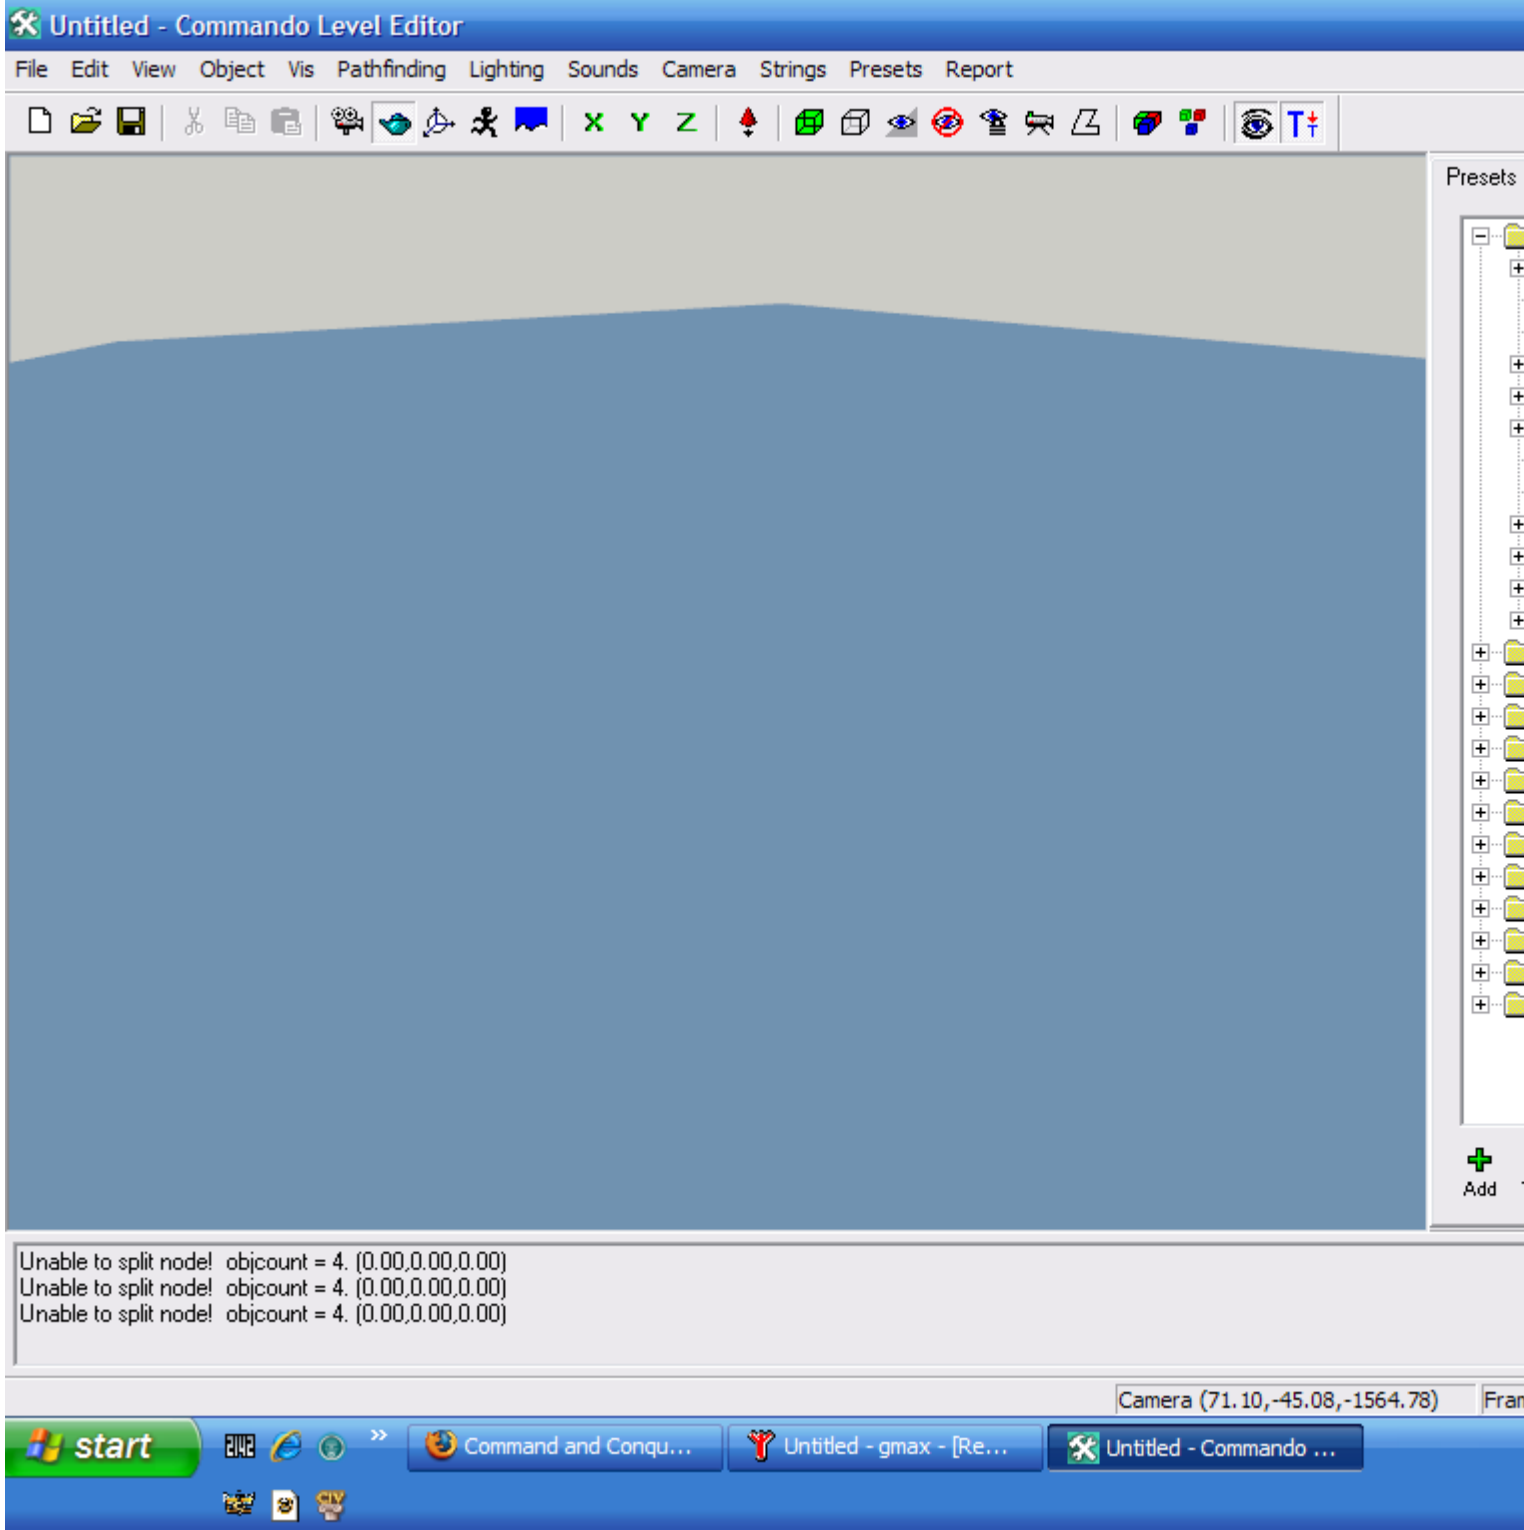 Untitled - Commando Level Editor
File Edit View Object Vis Pathfinding Lighting Sounds Camera Strings Presets Report
X Y Z T
Presets
Add
Unable to split node! objcount = 4. (0.00,0.00,0.00)
Unable to split node! objcount = 4. (0.00,0.00,0.00)
Unable to split node! objcount = 4. (0.00,0.00,0.00)
Camera (71.10,-45.08,-1564.78) Fram
start 2142 Command and Conqu... Untitled - gmax - [Re... Untitled - Commando ...
CIV